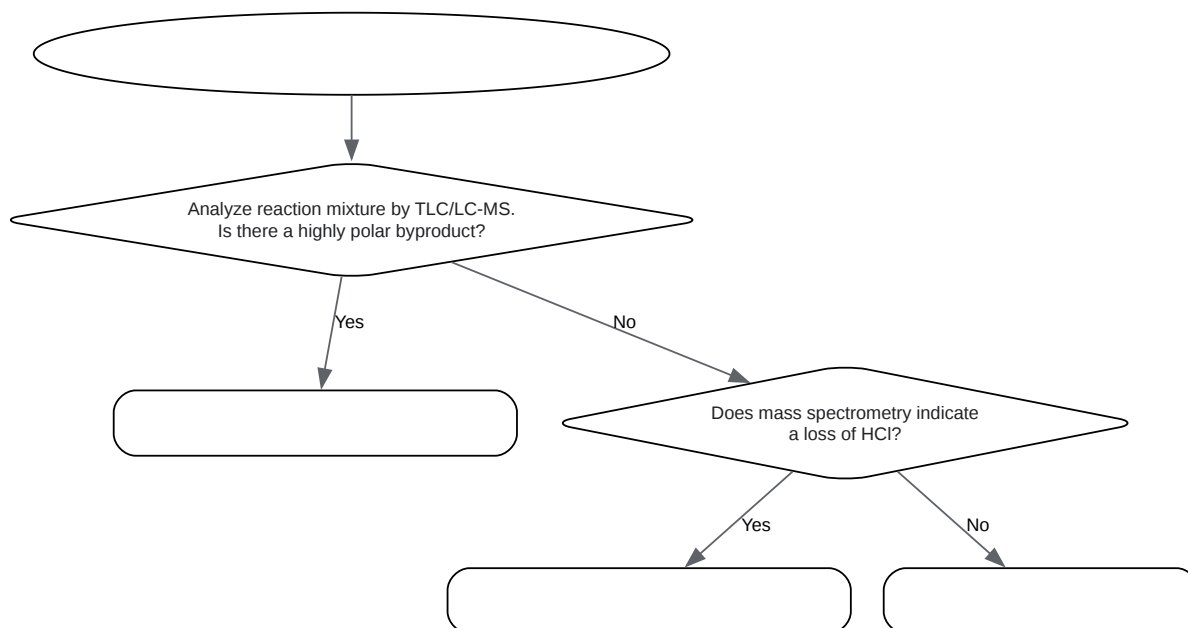 Analyze reaction mixture by TLC/LC-MS.
Is there a highly polar byproduct?
Yes
No
Does mass spectrometry indicate
a loss of HCl?
Yes
No